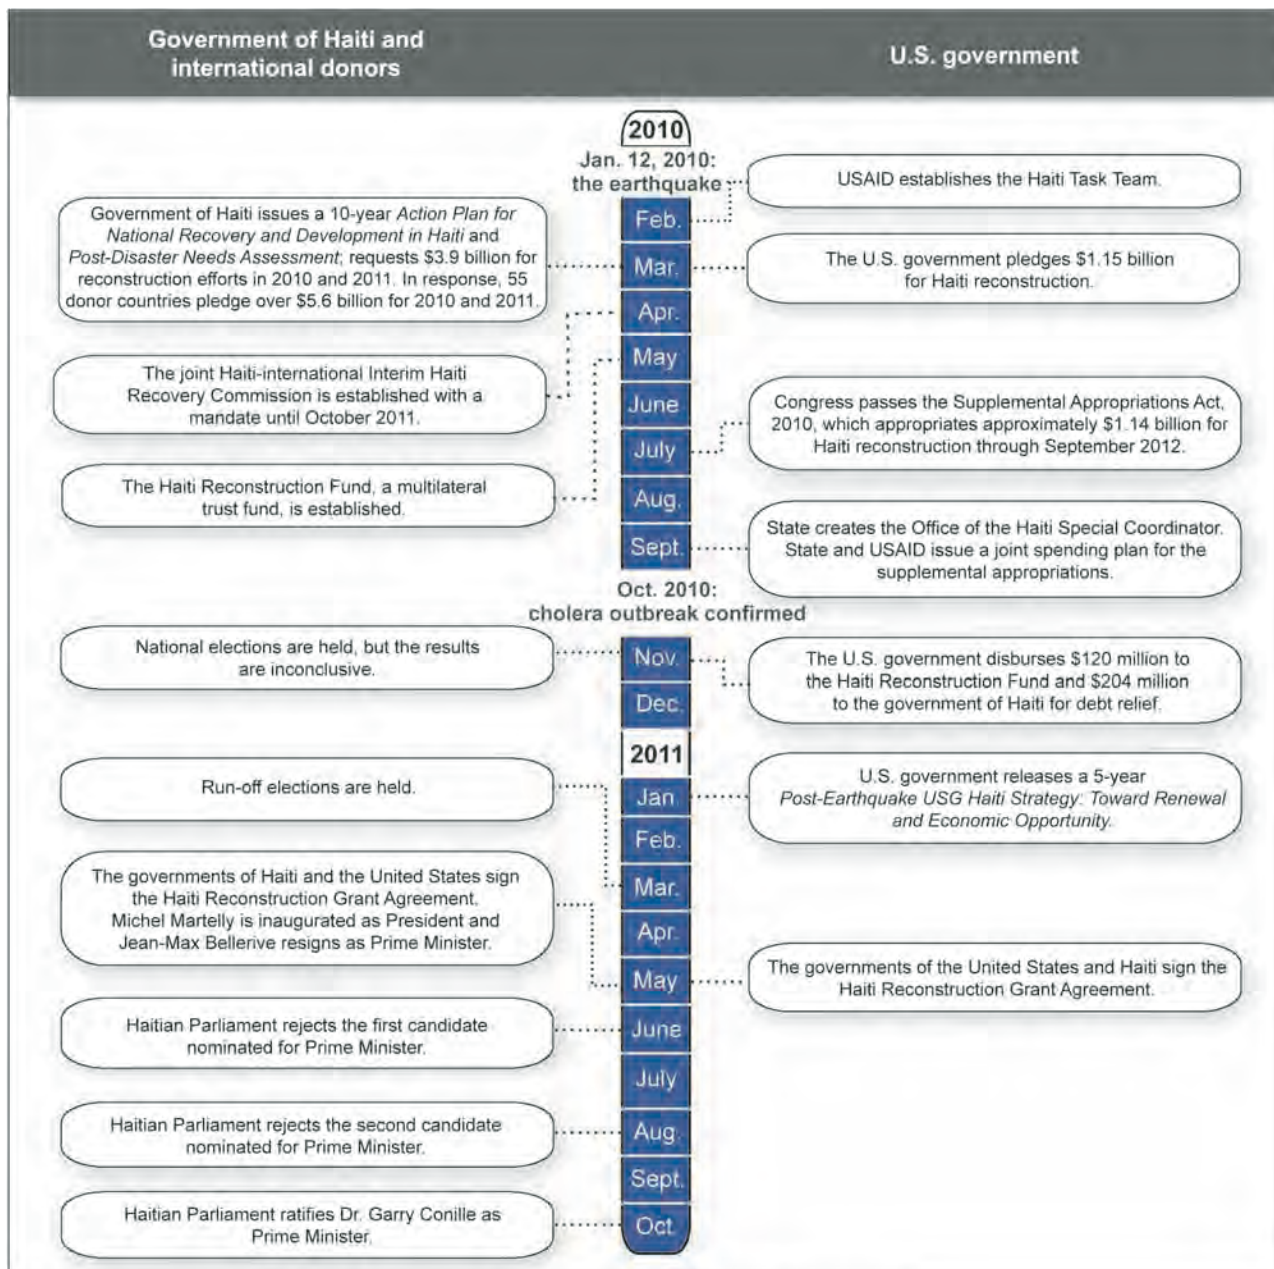 Government of Haiti and
international donors
U.S. government
2010
Jan. 12, 2010:
the earthquake
USAID establishes the Haiti Task Team.
Feb.
Government of Haiti issues a 10-year Action Plan for
National Recovery and Development in Haiti and
Post-Disaster Needs Assessment; requests $3.9 billion for
reconstruction efforts in 2010 and 2011. In response, 55
donor countries pledge over $5.6 billion for 2010 and 2011.
Mar.
The U.S. government pledges $1.15 billion
for Haiti reconstruction.
Apr.
The joint Haiti-international Interim Haiti
Recovery Commission is established with a
mandate until October 2011.
May
June
Congress passes the Supplemental Appropriations Act,
2010, which appropriates approximately $1.14 billion for
Haiti reconstruction through September 2012.
July
The Haiti Reconstruction Fund, a multilateral
trust fund, is established.
Aug.
Sept.
State creates the Office of the Haiti Special Coordinator.
State and USAID issue a joint spending plan for the
supplemental appropriations.
Oct. 2010:
cholera outbreak confirmed
National elections are held, but the results
are inconclusive.
Nov.
The U.S. government disburses $120 million to
the Haiti Reconstruction Fund and $204 million
to the government of Haiti for debt relief.
Dec.
2011
Run-off elections are held.
Jan
U.S. government releases a 5-year
Post-Earthquake USG Haiti Strategy: Toward Renewal
and Economic Opportunity.
Feb.
Mar.
The governments of Haiti and the United States sign
the Haiti Reconstruction Grant Agreement.
Michel Martelly is inaugurated as President and
Jean-Max Bellerive resigns as Prime Minister.
Apr.
May
The governments of the United States and Haiti sign the
Haiti Reconstruction Grant Agreement.
Haitian Parliament rejects the first candidate
nominated for Prime Minister.
June
July
Haitian Parliament rejects the second candidate
nominated for Prime Minister.
Aug.
Sept.
Haitian Parliament ratifies Dr. Garry Conille as
Prime Minister.
Oct.